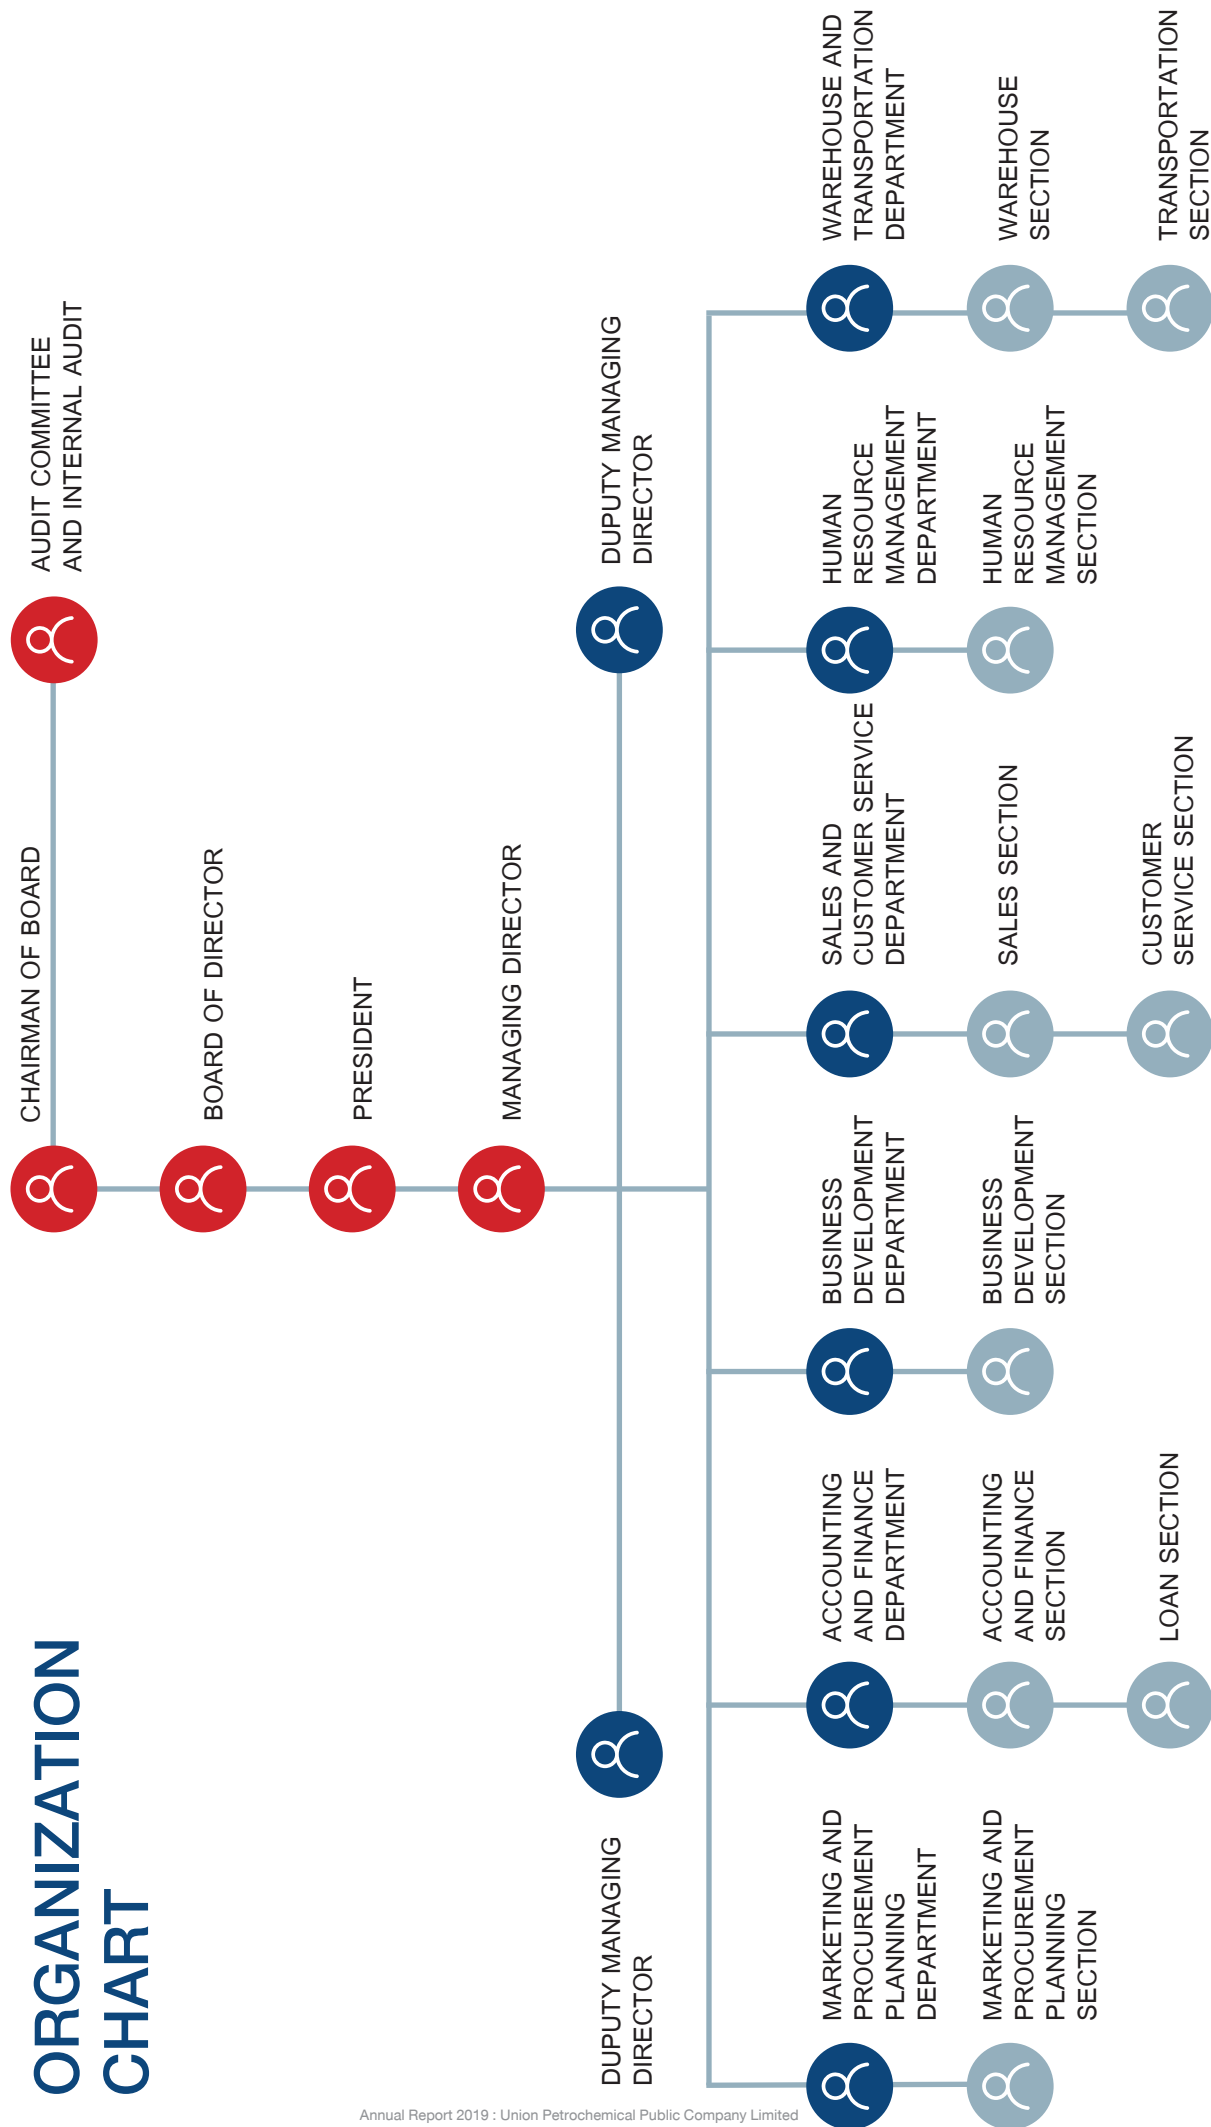 ORGANIZATION
CHART
CHAIRMAN OF BOARD
AUDIT COMMITTEE
AND INTERNAL AUDIT
BOARD OF DIRECTOR
PRESIDENT
MANAGING DIRECTOR
DUPUTY MANAGING
DIRECTOR
DUPUTY MANAGING
DIRECTOR
MARKETING AND
PROCUREMENT
PLANNING
DEPARTMENT
ACCOUNTING
AND FINANCE
DEPARTMENT
BUSINESS
DEVELOPMENT
DEPARTMENT
SALES AND
CUSTOMER SERVICE
DEPARTMENT
HUMAN
RESOURCE
MANAGEMENT
DEPARTMENT
WAREHOUSE AND
TRANSPORTATION
DEPARTMENT
MARKETING AND
PROCUREMENT
PLANNING
SECTION
ACCOUNTING
AND FINANCE
SECTION
BUSINESS
DEVELOPMENT
SECTION
SALES SECTION
HUMAN
RESOURCE
MANAGEMENT
SECTION
WAREHOUSE
SECTION
LOAN SECTION
CUSTOMER
SERVICE SECTION
TRANSPORTATION
SECTION
Annual Report 2019 : Union Petrochemical Public Company Limited